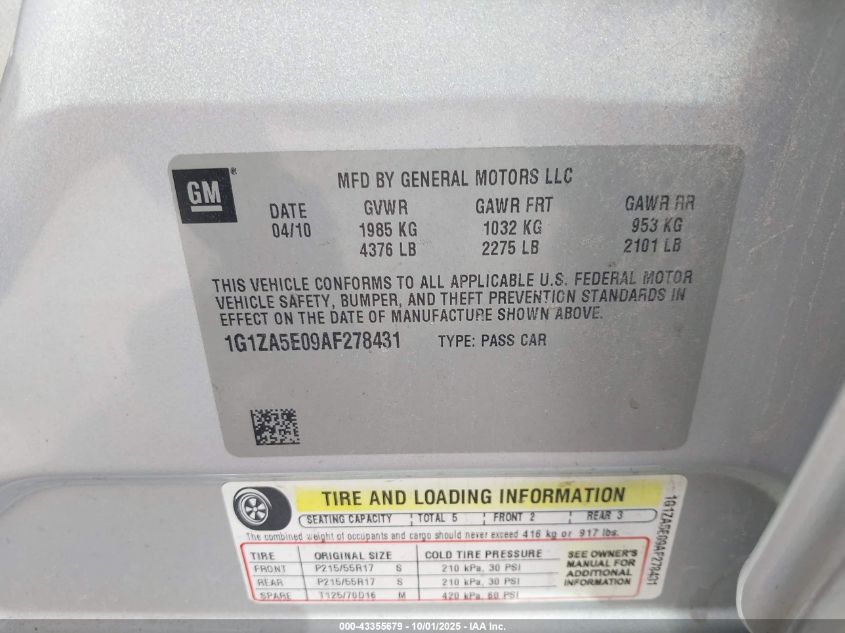 GM®
MFD BY GENERAL MOTORS LLC
DATE GVWR GAWR FRT GAWR RR
04/10 1985 KG 1032 KG 953 KG
4376 LB 2275 LB 2101 LB
THIS VEHICLE CONFORMS TO ALL APPLICABLE U.S. FEDERAL MOTOR
VEHICLE SAFETY, BUMPER, AND THEFT PREVENTION STANDARDS IN
EFFECT ON THE DATE OF MANUFACTURE SHOWN ABOVE.
1G1ZA5E09AF278431 TYPE: PASS CAR
TIRE AND LOADING INFORMATION
SEATING CAPACITY TOTAL 5 FRONT 2 REAR 3
The combined weight of occupants and cargo should never exceed 416 kg or 917 lbs.
TIRE ORIGINAL SIZE COLD TIRE PRESSURE
FRONT P215/55R17 S 210 kPa, 30 PSI
REAR P215/55R17 S 210 kPa, 30 PSI
SPARE T125/70D16 M 420 kPa, 60 PSI
SEE OWNER'S
MANUAL FOR
ADDITIONAL
INFORMATION
1G1ZA5E09AF278431
000-43355679 - 10/01/2025 - IAA Inc.